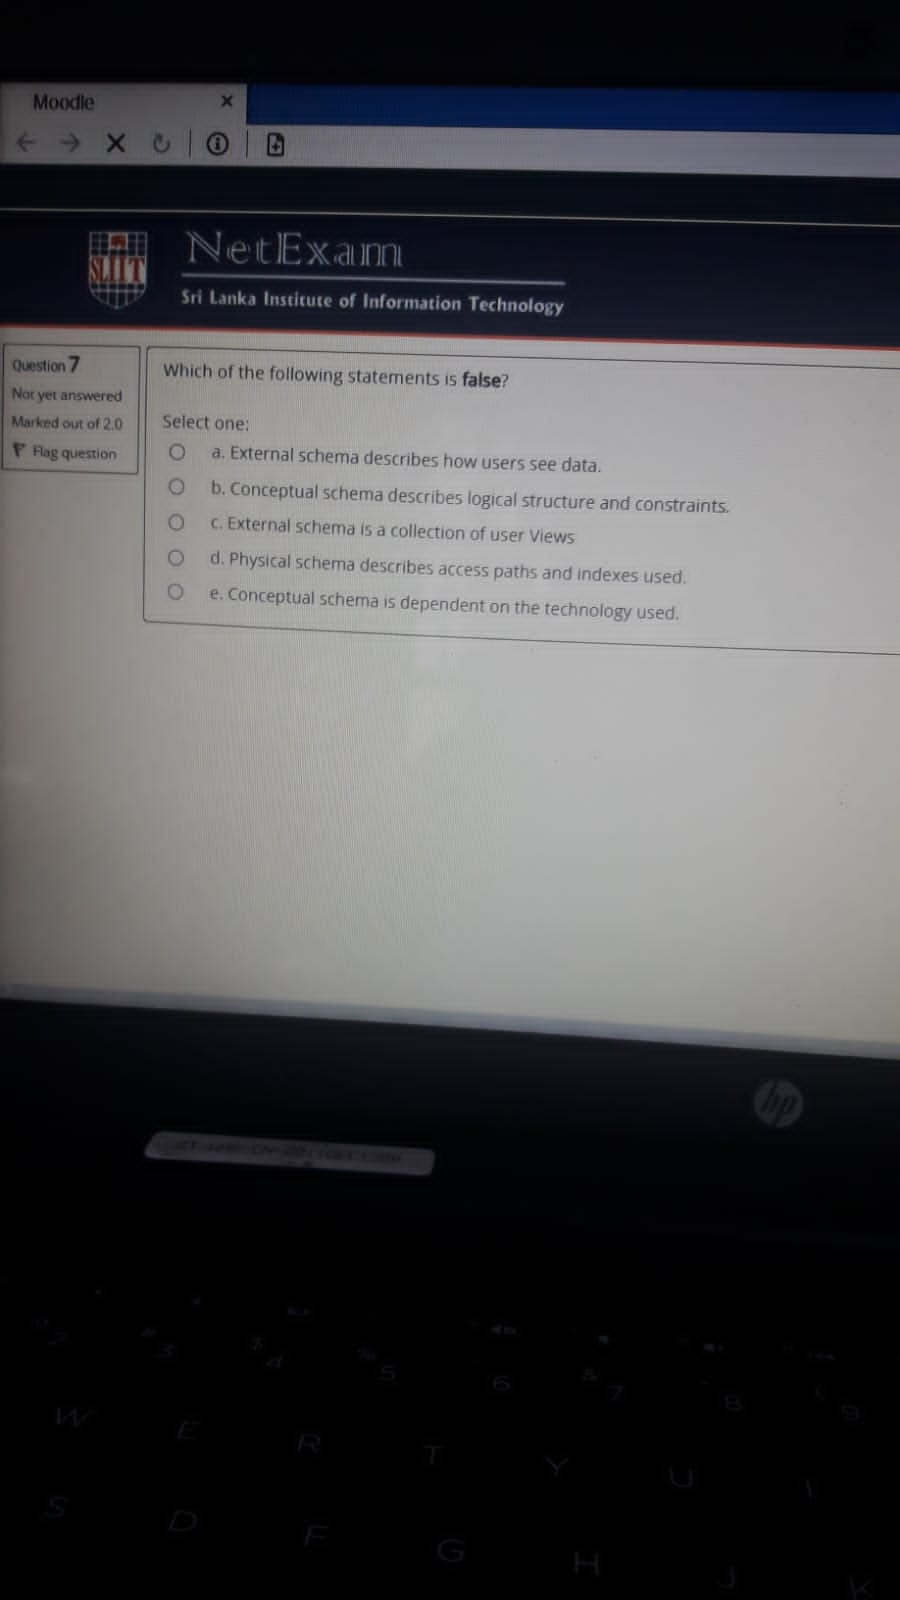 Moodle
NetExam
SLIIT
Sri Lanka Institute of Information Technology
Question 7
Not yet answered
Marked out of 2.0
Flag question
Which of the following statements is false?
Select one:
a. External schema describes how users see data.
b. Conceptual schema describes logical structure and constraints.
c. External schema is a collection of user Views
d. Physical schema describes access paths and indexes used.
e. Conceptual schema is dependent on the technology used.
hp
3 4 5 6 7 8 9
W E R T Y U I
S D F G H J K